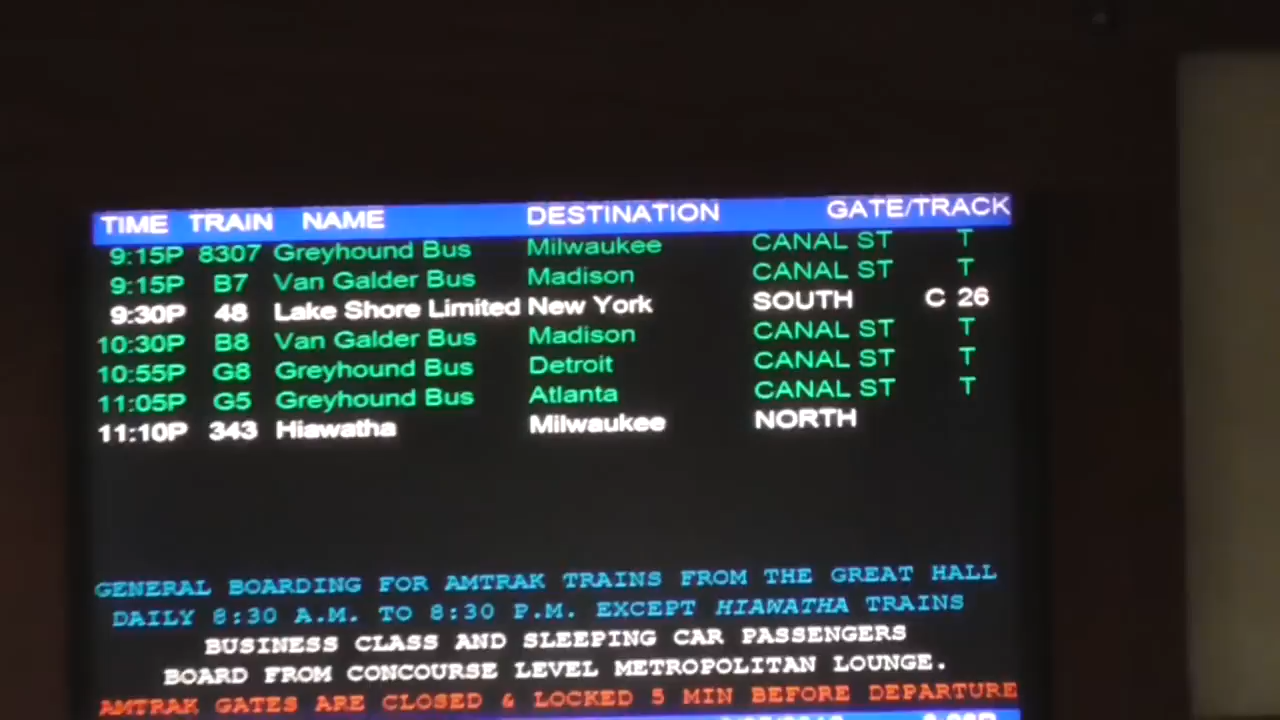 TIME TRAIN NAME DESTINATION GATE/TRACK
9:15P 8307 Greyhound Bus Milwaukee CANAL ST T
9:15P B7 Van Galder Bus Madison CANAL ST T
9:30P 48 Lake Shore Limited New York SOUTH C 26
10:30P B8 Van Galder Bus Madison CANAL ST T
10:55P G8 Greyhound Bus Detroit CANAL ST T
11:05P G5 Greyhound Bus Atlanta CANAL ST T
11:10P 343 Hiawatha Milwaukee NORTH
GENERAL BOARDING FOR AMTRAK TRAINS FROM THE GREAT HALL
DAILY 8:30 A.M. TO 8:30 P.M. EXCEPT HIAWATHA TRAINS
BUSINESS CLASS AND SLEEPING CAR PASSENGERS
BOARD FROM CONCOURSE LEVEL METROPOLITAN LOUNGE.
AMTRAK GATES ARE CLOSED & LOCKED 5 MIN BEFORE DEPARTURE